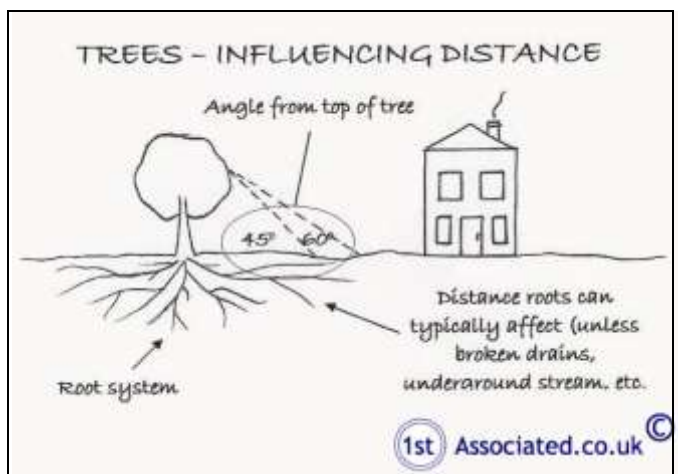 TREES – INFLUENCING DISTANCE
Angle from top of tree
45° 60°
Distance roots can
typically affect (unless
broken drains,
underaround stream, etc.
Root system
1st Associated.co.uk ©